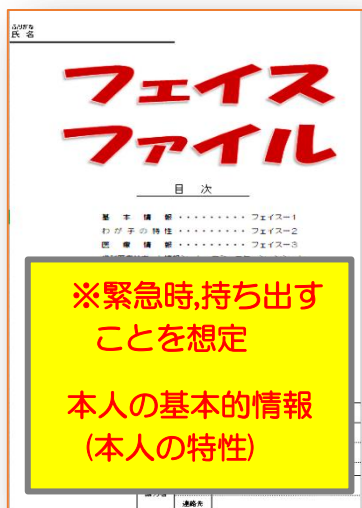 ふりがな
氏 名
フェイス
ファイル
目 次
基 本 情 報 ・・・・・・・・・ フェイスー1
わ が 子 の 特 性 ・・・・・・・・・ フェイスー2
医 療 情 報 ・・・・・・・・・ フェイスー3
※緊急時,持ち出す
ことを想定
本人の基本的情報
(本人の特性)
連絡先